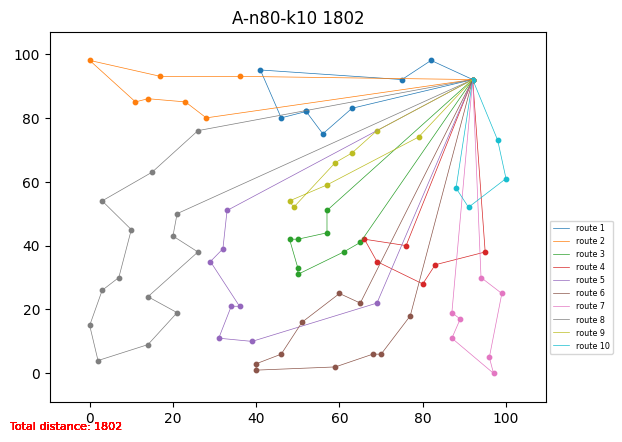 A-n80-k10 1802
100
80
60
40
20
0
0 20 40 60 80 100
route 1
route 2
route 3
route 4
route 5
route 6
route 7
route 8
route 9
route 10
Total distance: 1802